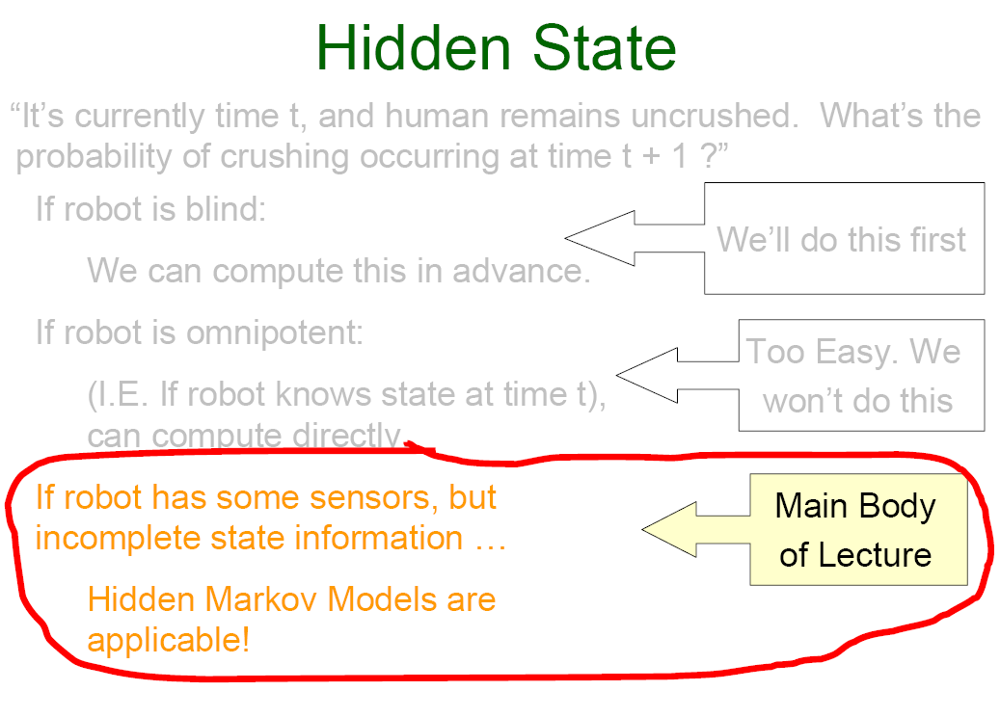 Hidden State
“It’s currently time t, and human remains uncrushed.  What’s the
probability of crushing occurring at time t + 1 ?”
If robot is blind:
We can compute this in advance.
We’ll do this first
If robot is omnipotent:
(I.E. If robot knows state at time t),
can compute directly.
Too Easy. We
won’t do this
If robot has some sensors, but
incomplete state information …
Hidden Markov Models are
applicable!
Main Body
of Lecture